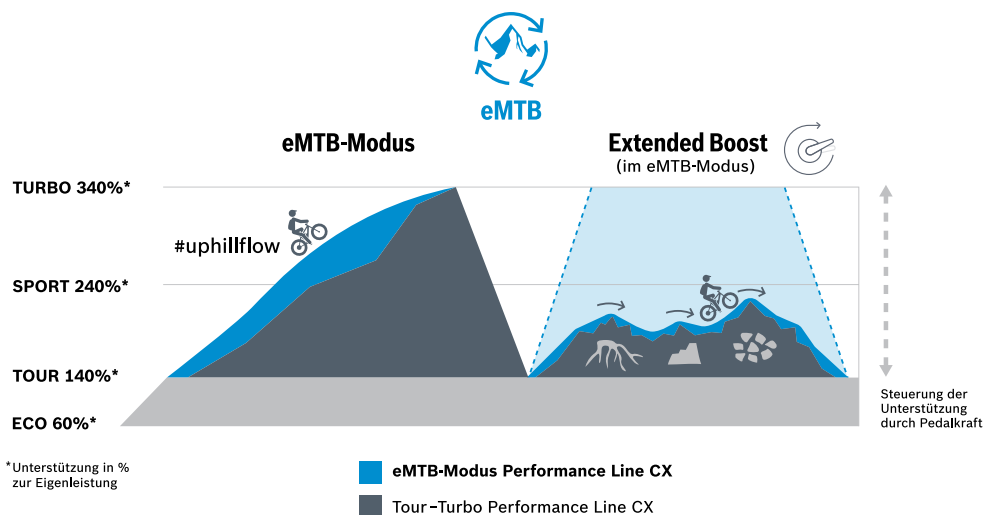 eMTB
eMTB-Modus
Extended Boost
(im eMTB-Modus)
TURBO 340%*
#uphillflow
SPORT 240%*
TOUR 140%*
ECO 60%*
Steuerung der
Unterstützung
durch Pedalkraft
*Unterstützung in %
zur Eigenleistung
eMTB-Modus Performance Line CX
Tour–Turbo Performance Line CX